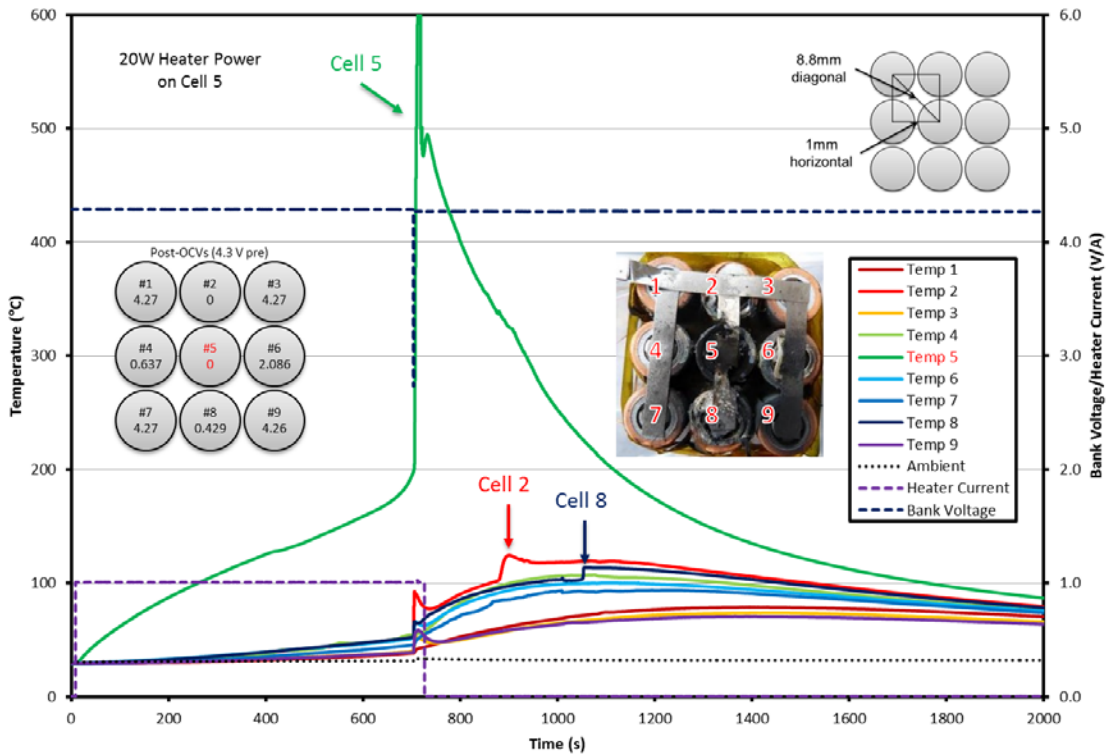 20W Heater Power
on Cell 5
Cell 5
8.8mm
diagonal
1mm
horizontal
Post-OCVs (4.3 V pre)
#1
4.27
#2
0
#3
4.27
#4
0.637
#5
0
#6
2.086
#7
4.27
#8
0.429
#9
4.26
1 2 3
4 5 6
7 8 9
Temp 1
Temp 2
Temp 3
Temp 4
Temp 5
Temp 6
Temp 7
Temp 8
Temp 9
Ambient
Heater Current
Bank Voltage
Cell 2
Cell 8
Temperature (°C)
600
500
400
300
200
100
0
Bank Voltage/Heater Current (V/A)
6.0
5.0
4.0
3.0
2.0
1.0
0.0
0 200 400 600 800 1000 1200 1400 1600 1800 2000
Time (s)